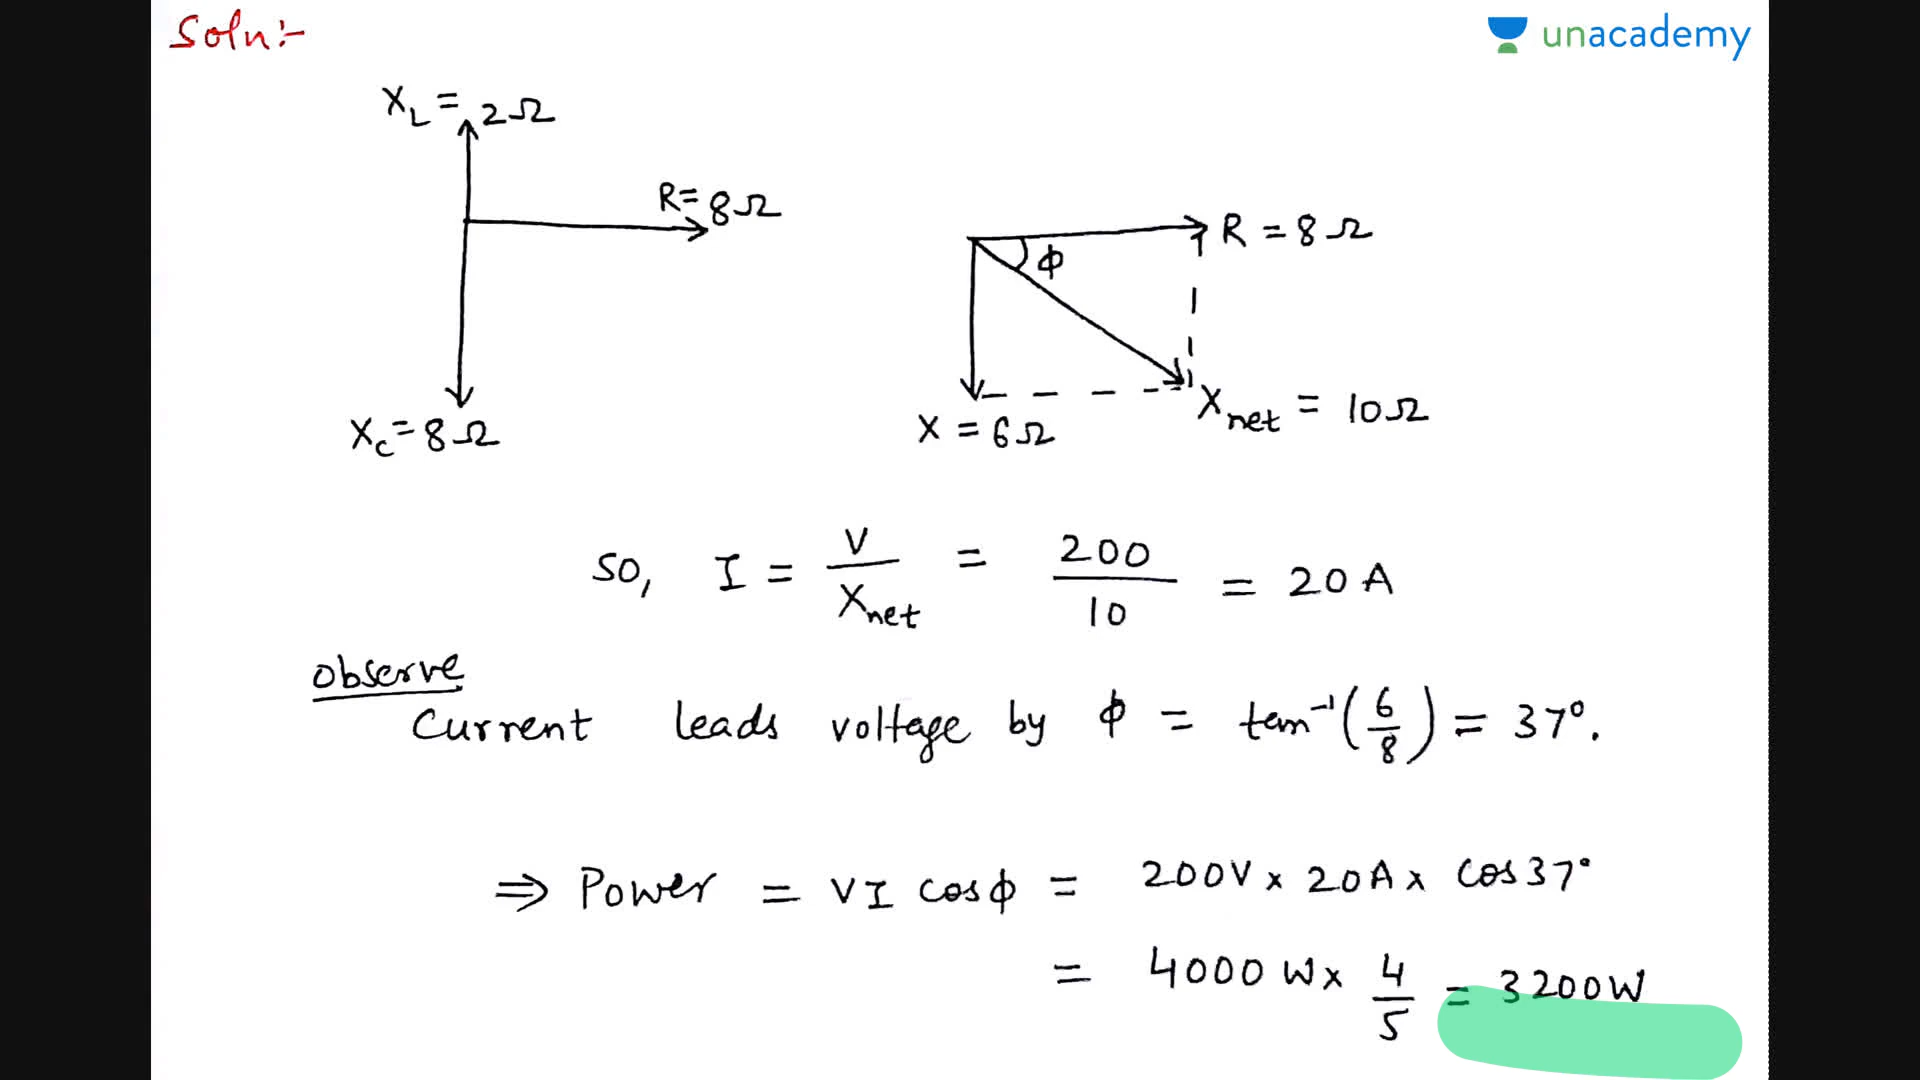 Soln:-
unacademy
X_L = 2Ω
R = 8Ω
X_C = 8Ω
R = 8Ω
ϕ
X = 6Ω
X_net = 10Ω
So, I = V/X_net = 200/10 = 20 A
Observe
Current leads voltage by ϕ = tan⁻¹(6/8) = 37°.
⇒ Power = VI cosϕ = 200V x 20A x cos37°
= 4000 W x 4/5 = 3200W